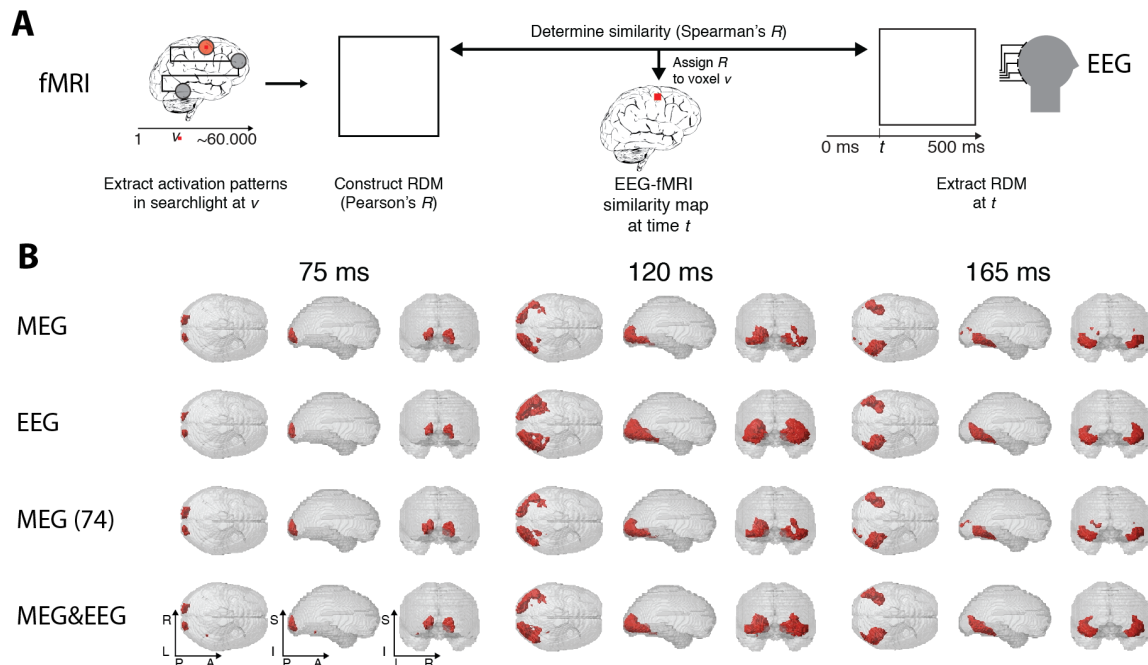 A
fMRI
1 v ~60.000
Extract activation patterns
in searchlight at v
Construct RDM
(Pearson's R)
Determine similarity (Spearman's R)
Assign R
to voxel v
EEG-fMRI
similarity map
at time t
0 ms t 500 ms
Extract RDM
at t
EEG
B
75 ms 120 ms 165 ms
MEG
EEG
MEG (74)
MEG&EEG
R S S
L I I
P A P A L R